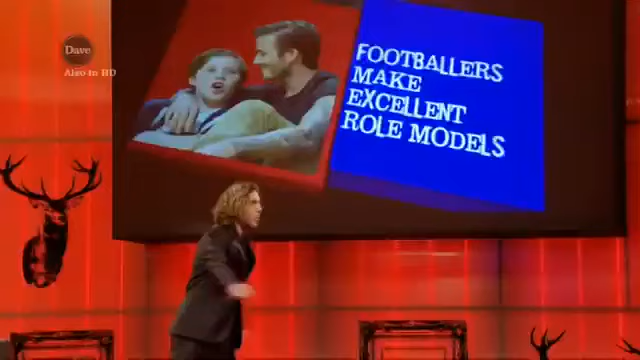 Dave
Also in HD
FOOTBALLERS
MAKE
EXCELLENT
ROLE MODELS